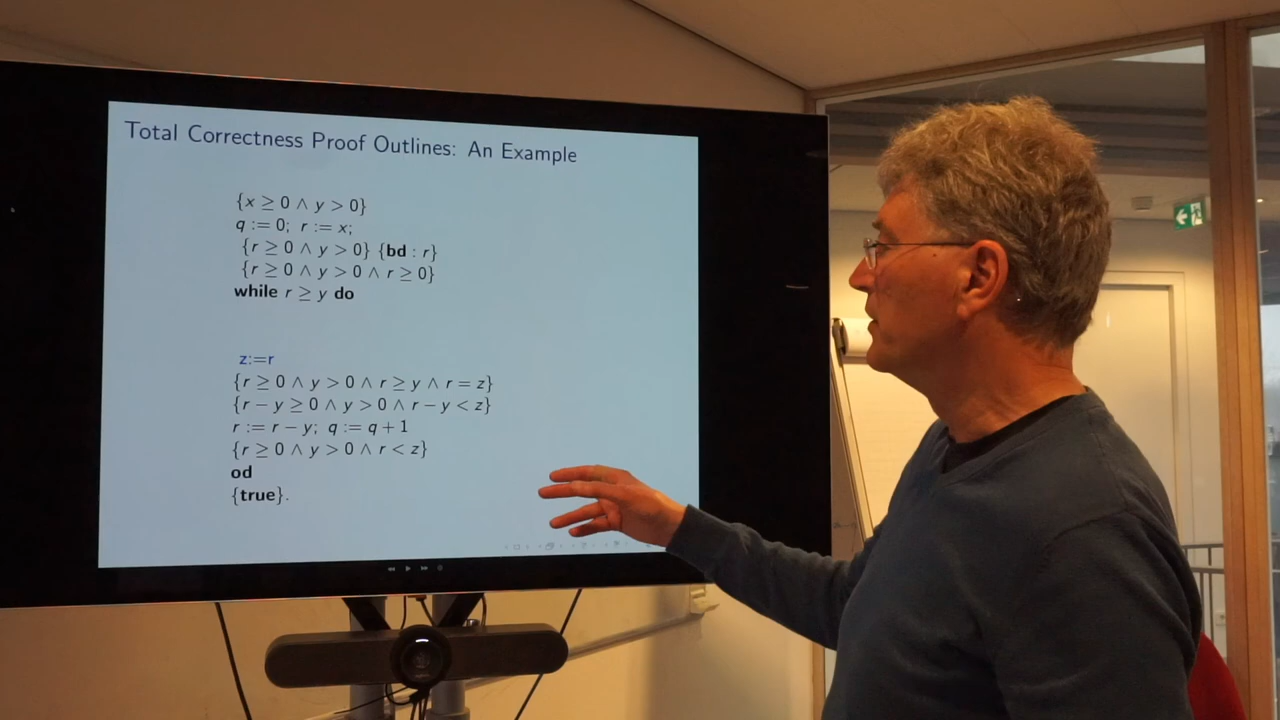 Total Correctness Proof Outlines: An Example
{x ≥ 0 ∧ y > 0}
q := 0; r := x;
{r ≥ 0 ∧ y > 0} {bd : r}
{r ≥ 0 ∧ y > 0 ∧ r ≥ 0}
while r ≥ y do
z:=r
{r ≥ 0 ∧ y > 0 ∧ r ≥ y ∧ r = z}
{r − y ≥ 0 ∧ y > 0 ∧ r − y < z}
r := r − y; q := q + 1
{r ≥ 0 ∧ y > 0 ∧ r < z}
od
{true}.